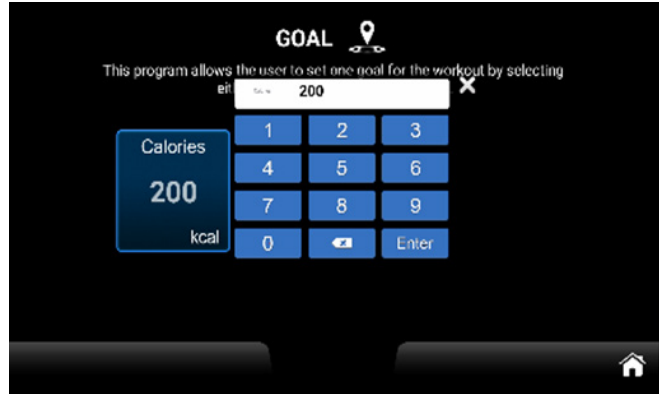 GOAL
This program allows the user to set one goal for the workout by selecting
200
1 2 3
Calories
4 5 6
200
7 8 9
kcal
0 Enter